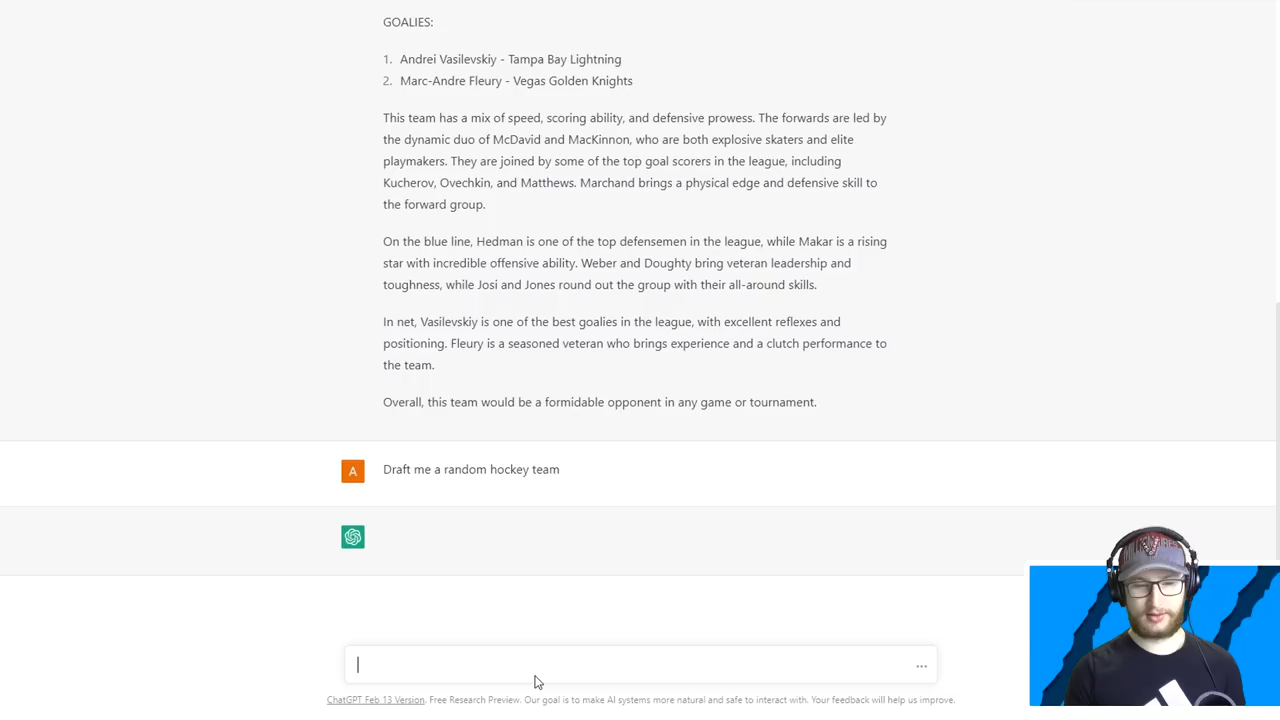 GOALIES:
1. Andrei Vasilevskiy - Tampa Bay Lightning
2. Marc-Andre Fleury - Vegas Golden Knights
This team has a mix of speed, scoring ability, and defensive prowess. The forwards are led by
the dynamic duo of McDavid and MacKinnon, who are both explosive skaters and elite
playmakers. They are joined by some of the top goal scorers in the league, including
Kucherov, Ovechkin, and Matthews. Marchand brings a physical edge and defensive skill to
the forward group.
On the blue line, Hedman is one of the top defensemen in the league, while Makar is a rising
star with incredible offensive ability. Weber and Doughty bring veteran leadership and
toughness, while Josi and Jones round out the group with their all-around skills.
In net, Vasilevskiy is one of the best goalies in the league, with excellent reflexes and
positioning. Fleury is a seasoned veteran who brings experience and a clutch performance to
the team.
Overall, this team would be a formidable opponent in any game or tournament.
A
Draft me a random hockey team
...
ChatGPT Feb 13 Version. Free Research Preview. Our goal is to make AI systems more natural and safe to interact with. Your feedback will help us improve.